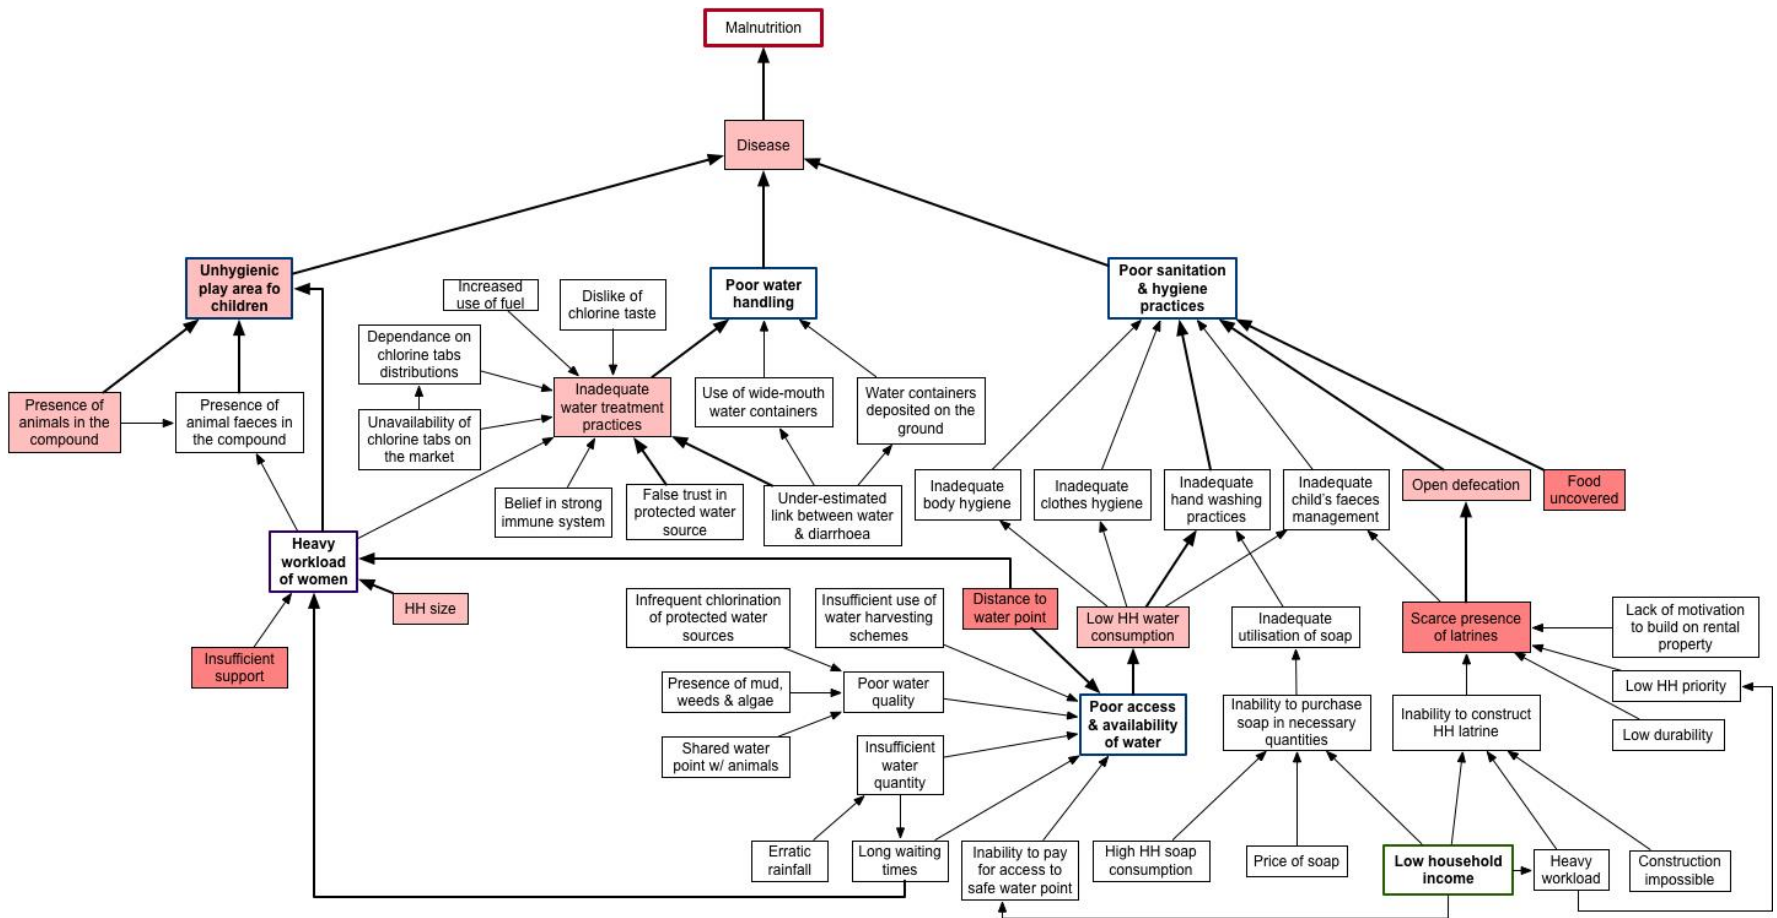 Malnutrition
Disease
Unhygienic
play area fo
children
Increased
use of fuel
Dislike of
chlorine taste
Poor water
handling
Poor sanitation
& hygiene
practices
Dependance on
chlorine tabs
distributions
Presence of
animals in the
compound
Presence of
animal faeces in
the compound
Unavailability of
chlorine tabs on
the market
Inadequate
water treatment
practices
Use of wide-mouth
water containers
Water containers
deposited on the
ground
Belief in strong
immune system
False trust in
protected water
source
Under-estimated
link between water
& diarrhoea
Inadequate
body hygiene
Inadequate
clothes hygiene
Inadequate
hand washing
practices
Inadequate
child's faeces
management
Open defecation
Food
uncovered
Heavy
workload
of women
HH size
Insufficient
support
Infrequent chlorination
of protected water
sources
Insufficient use of
water harvesting
schemes
Distance to
water point
Low HH water
consumption
Inadequate
utilisation of soap
Scarce presence
of latrines
Lack of motivation
to build on rental
property
Presence of mud,
weeds & algae
Poor water
quality
Poor access
& availability
of water
Inability to purchase
soap in necessary
quantities
Inability to construct
HH latrine
Low HH priority
Low durability
Shared water
point w/ animals
Insufficient
water
quantity
Erratic
rainfall
Long waiting
times
Inability to pay
for access to
safe water point
High HH soap
consumption
Price of soap
Low household
income
Heavy
workload
Construction
impossible